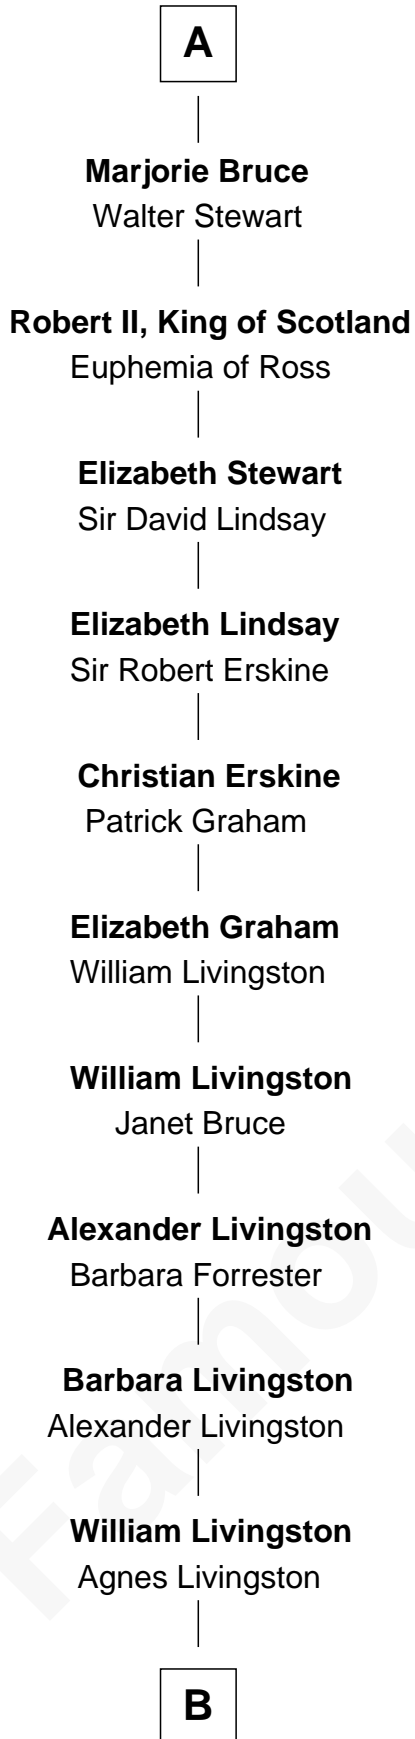 A
Marjorie Bruce
Walter Stewart
Robert II, King of Scotland
Euphemia of Ross
Elizabeth Stewart
Sir David Lindsay
Elizabeth Lindsay
Sir Robert Erskine
Christian Erskine
Patrick Graham
Elizabeth Graham
William Livingston
William Livingston
Janet Bruce
Alexander Livingston
Barbara Forrester
Barbara Livingston
Alexander Livingston
William Livingston
Agnes Livingston
B